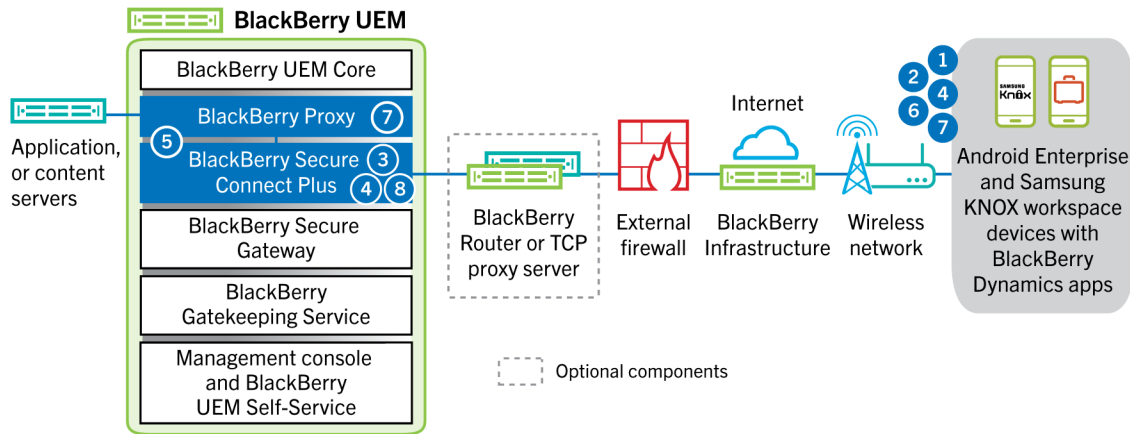 BlackBerry UEM
BlackBerry UEM Core
BlackBerry Proxy 7
5
BlackBerry Secure 3
Connect Plus 4 8
BlackBerry Secure
Gateway
BlackBerry
Gatekeeping Service
Management console
and BlackBerry
UEM Self-Service
Application,
or content
servers
BlackBerry
Router or TCP
proxy server
Optional components
External
firewall
Internet
BlackBerry
Infrastructure
Wireless
network
1
2
4
6
7
SAMSUNG
Knox
Android Enterprise
and Samsung
KNOX workspace
devices with
BlackBerry
Dynamics apps